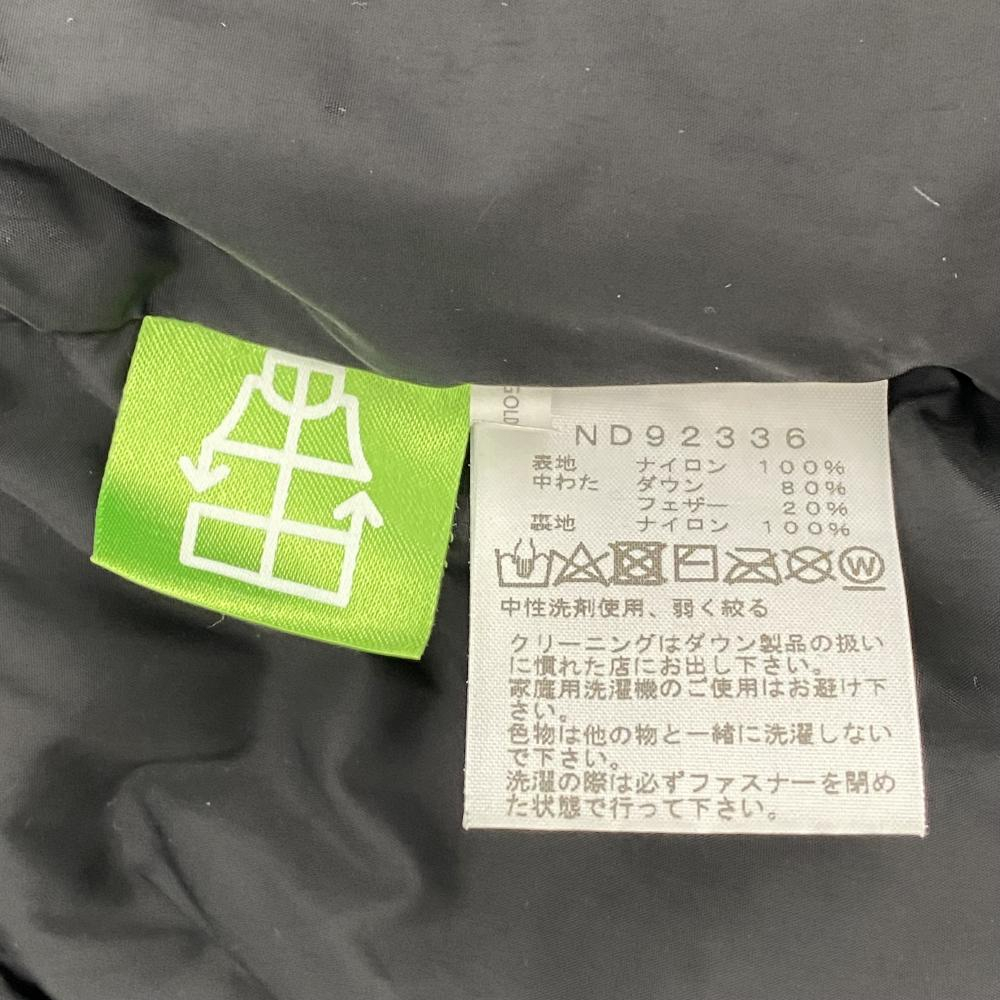 GOLD
ND92336
表地 ナイロン 100%
中わた ダウン 80%
フェザー 20%
裏地 ナイロン 100%
W
中性洗剤使用、弱く絞る
クリーニングはダウン製品の扱い
に慣れた店にお出し下さい。
家庭用洗濯機のご使用はお避け下
さい。
色物は他の物と一緒に洗濯しない
で下さい。
洗濯の際は必ずファスナーを閉め
た状態で行って下さい。